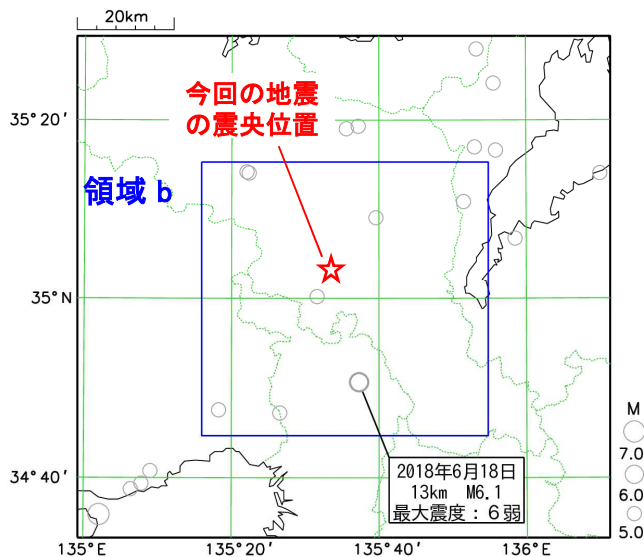 20km
今回の地震
の震央位置
35°20′
領域 b
35°N
M
7.0
6.0
5.0
2018年6月18日
13km M6.1
最大震度：６弱
34°40′
135°E
135°20′
135°40′
136°E